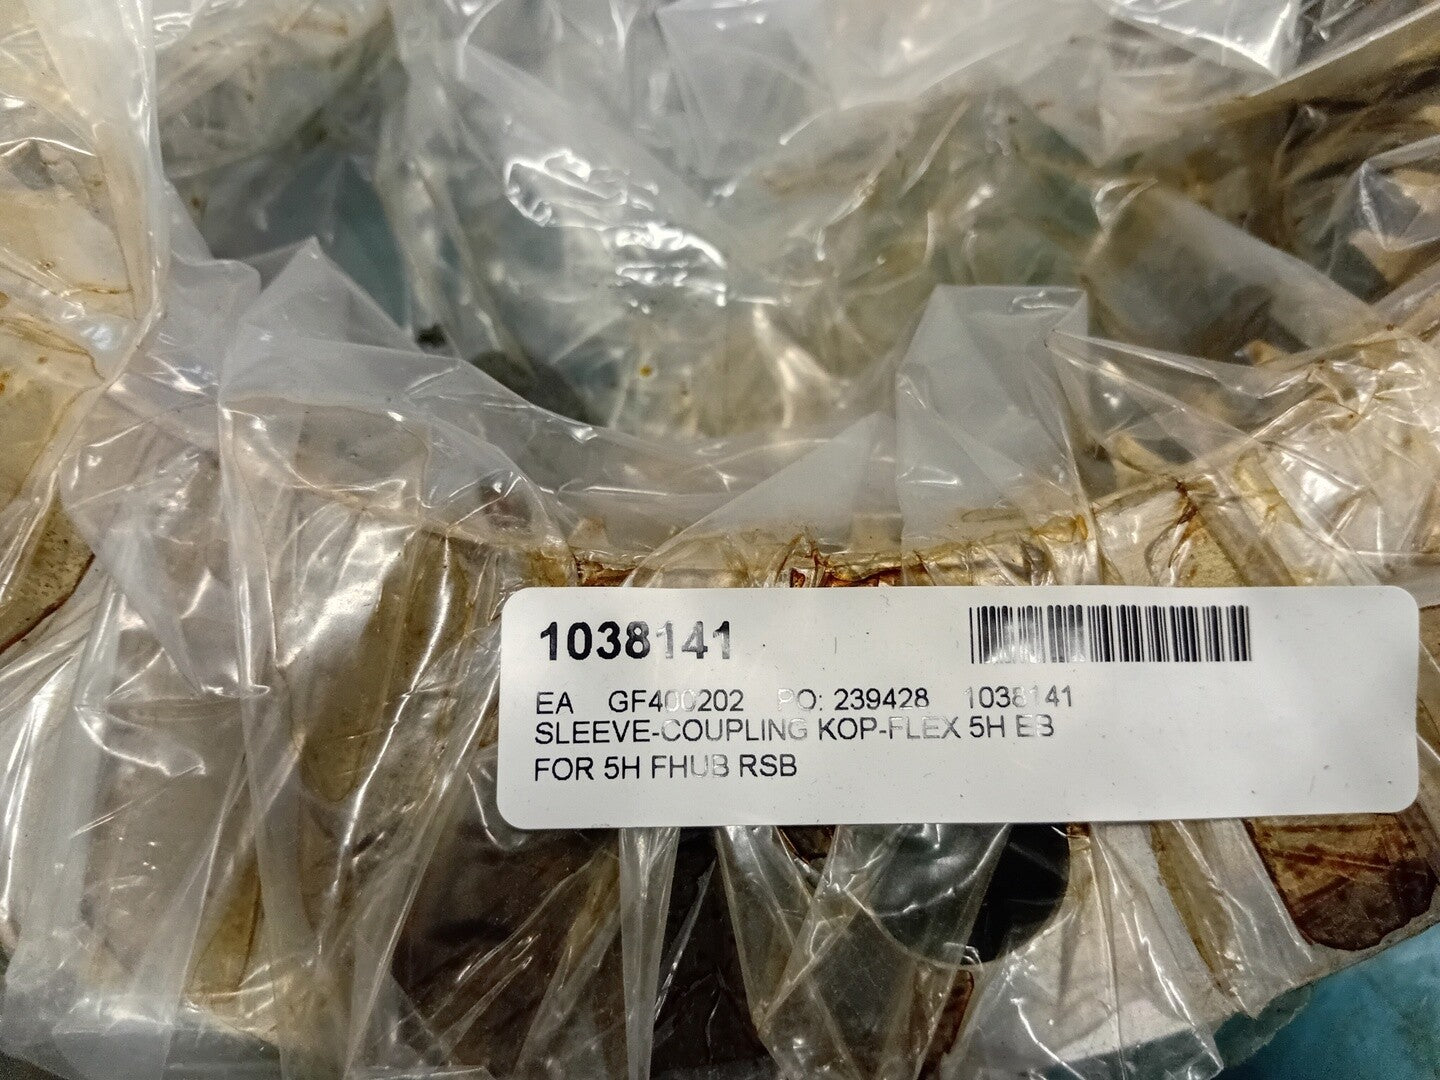 1038141
EA GF400202 PO: 239428 1038141
SLEEVE-COUPLING KOP-FLEX 5H EB
FOR 5H FHUB RSB